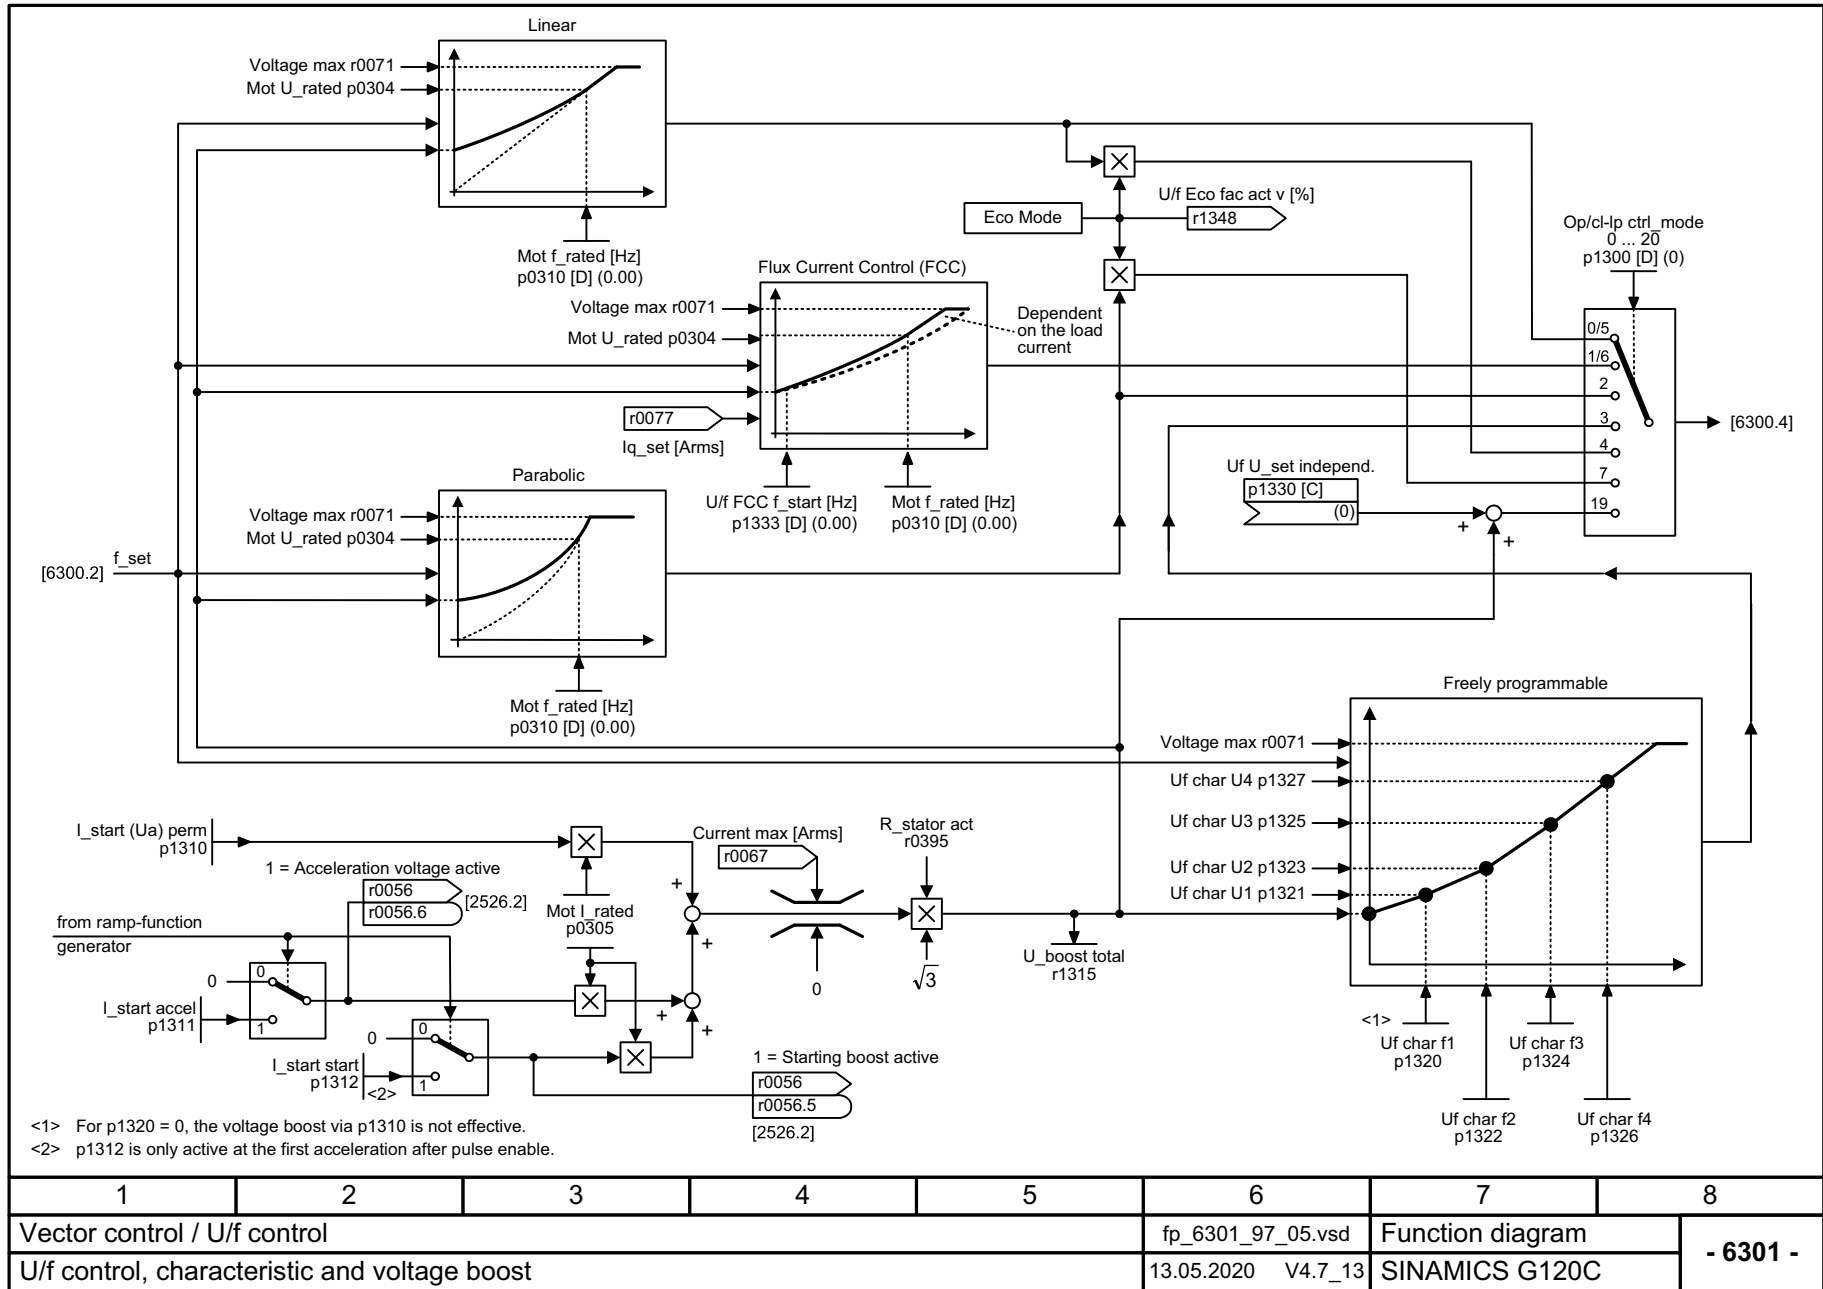 Linear
Voltage max r0071
Mot U_rated p0304
Mot f_rated [Hz]
p0310 [D] (0.00)
Eco Mode
U/f Eco fac act v [%]
r1348
Op/cl-lp ctrl_mode
0 ... 20
p1300 [D] (0)
Flux Current Control (FCC)
Voltage max r0071
Mot U_rated p0304
Dependent
on the load
current
r0077
Iq_set [Arms]
U/f FCC f_start [Hz]
p1333 [D] (0.00)
Mot f_rated [Hz]
p0310 [D] (0.00)
0/5
1/6
2
3
4
7
19
[6300.4]
Uf U_set independ.
p1330 [C]
(0)
+
+
Parabolic
Voltage max r0071
Mot U_rated p0304
[6300.2]
f_set
Mot f_rated [Hz]
p0310 [D] (0.00)
Freely programmable
Voltage max r0071
Uf char U4 p1327
Uf char U3 p1325
Uf char U2 p1323
Uf char U1 p1321
<1>
Uf char f1
p1320
Uf char f3
p1324
Uf char f2
p1322
Uf char f4
p1326
I_start (Ua) perm
p1310
1 = Acceleration voltage active
r0056
r0056.6
[2526.2]
from ramp-function
generator
Mot I_rated
p0305
Current max [Arms]
r0067
0
R_stator act
r0395
√3
U_boost total
r1315
+
+
+
+
0
0
1
I_start accel
p1311
0
0
1
I_start start
p1312
<2>
1 = Starting boost active
r0056
r0056.5
[2526.2]
<1> For p1320 = 0, the voltage boost via p1310 is not effective.
<2> p1312 is only active at the first acceleration after pulse enable.
1 2 3 4 5 6 7 8
Vector control / U/f control
fp_6301_97_05.vsd
Function diagram
- 6301 -
U/f control, characteristic and voltage boost
13.05.2020 V4.7_13
SINAMICS G120C